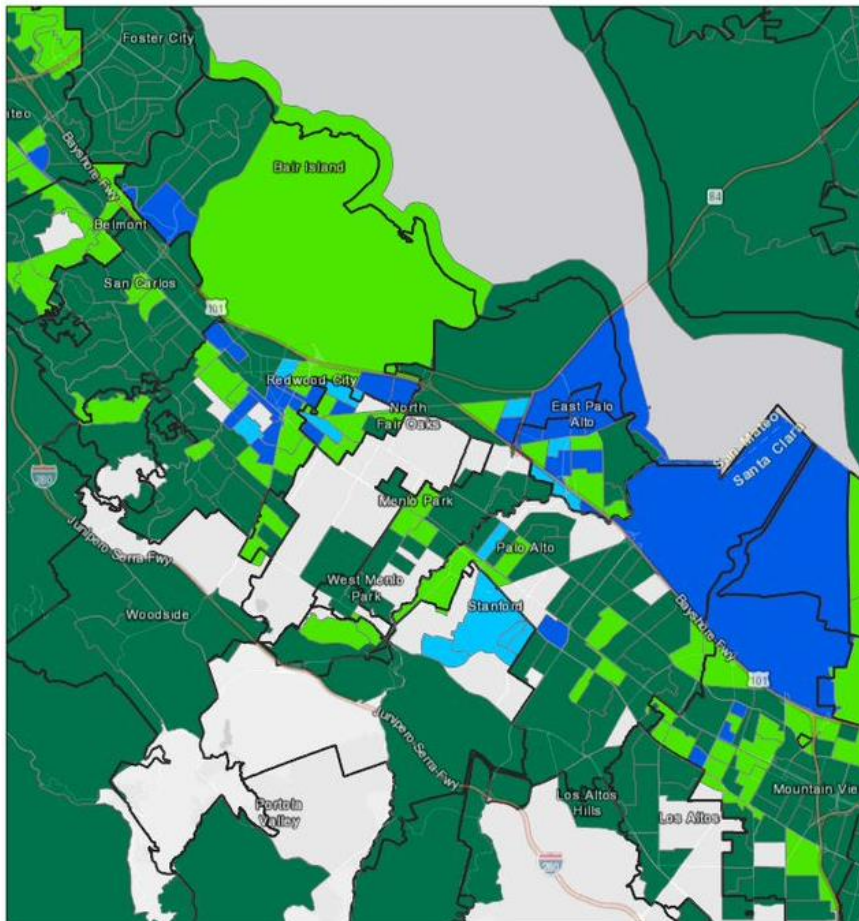 Foster City
ateo
Bayshore Fwy
Bair Island
84
Belmont
San Carlos
101
Redwood City
North
Fair Oaks
East Palo
Alto
San Mateo
Santa Clara
280
Menlo Park
Junipero Serra Fwy
Palo Alto
West Menlo
Park
Woodside
Stanford
Bayshore Fwy
101
Junipero Serra Fwy
Mountain Vie
Los Altos
Hills
Los Altos
Portola
Valley
280